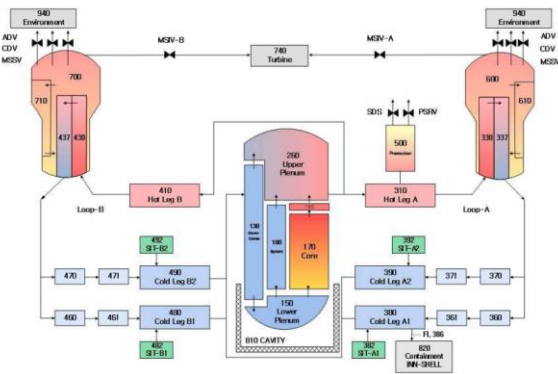 940
Environment
940
Environment
ADV
CDV
MSSV
ADV
CDV
MSSV
MSIV-B
740
Turbine
MSIV-A
700
710
437
430
600
610
330
337
SDS
PSRV
500
Pressurizer
260
Upper
Plenum
410
Hot Leg B
310
Hot Leg A
Loop-B
Loop-A
130
180
170
Core
150
Lower
Plenum
810 CAVITY
492
SIT-B2
392
SIT-A2
470
471
490
Cold Leg B2
390
Cold Leg A2
371
370
460
461
480
Cold Leg B1
380
Cold Leg A1
361
360
482
SIT-B1
382
SIT-A1
FL 386
820
Containment
INN-SHELL